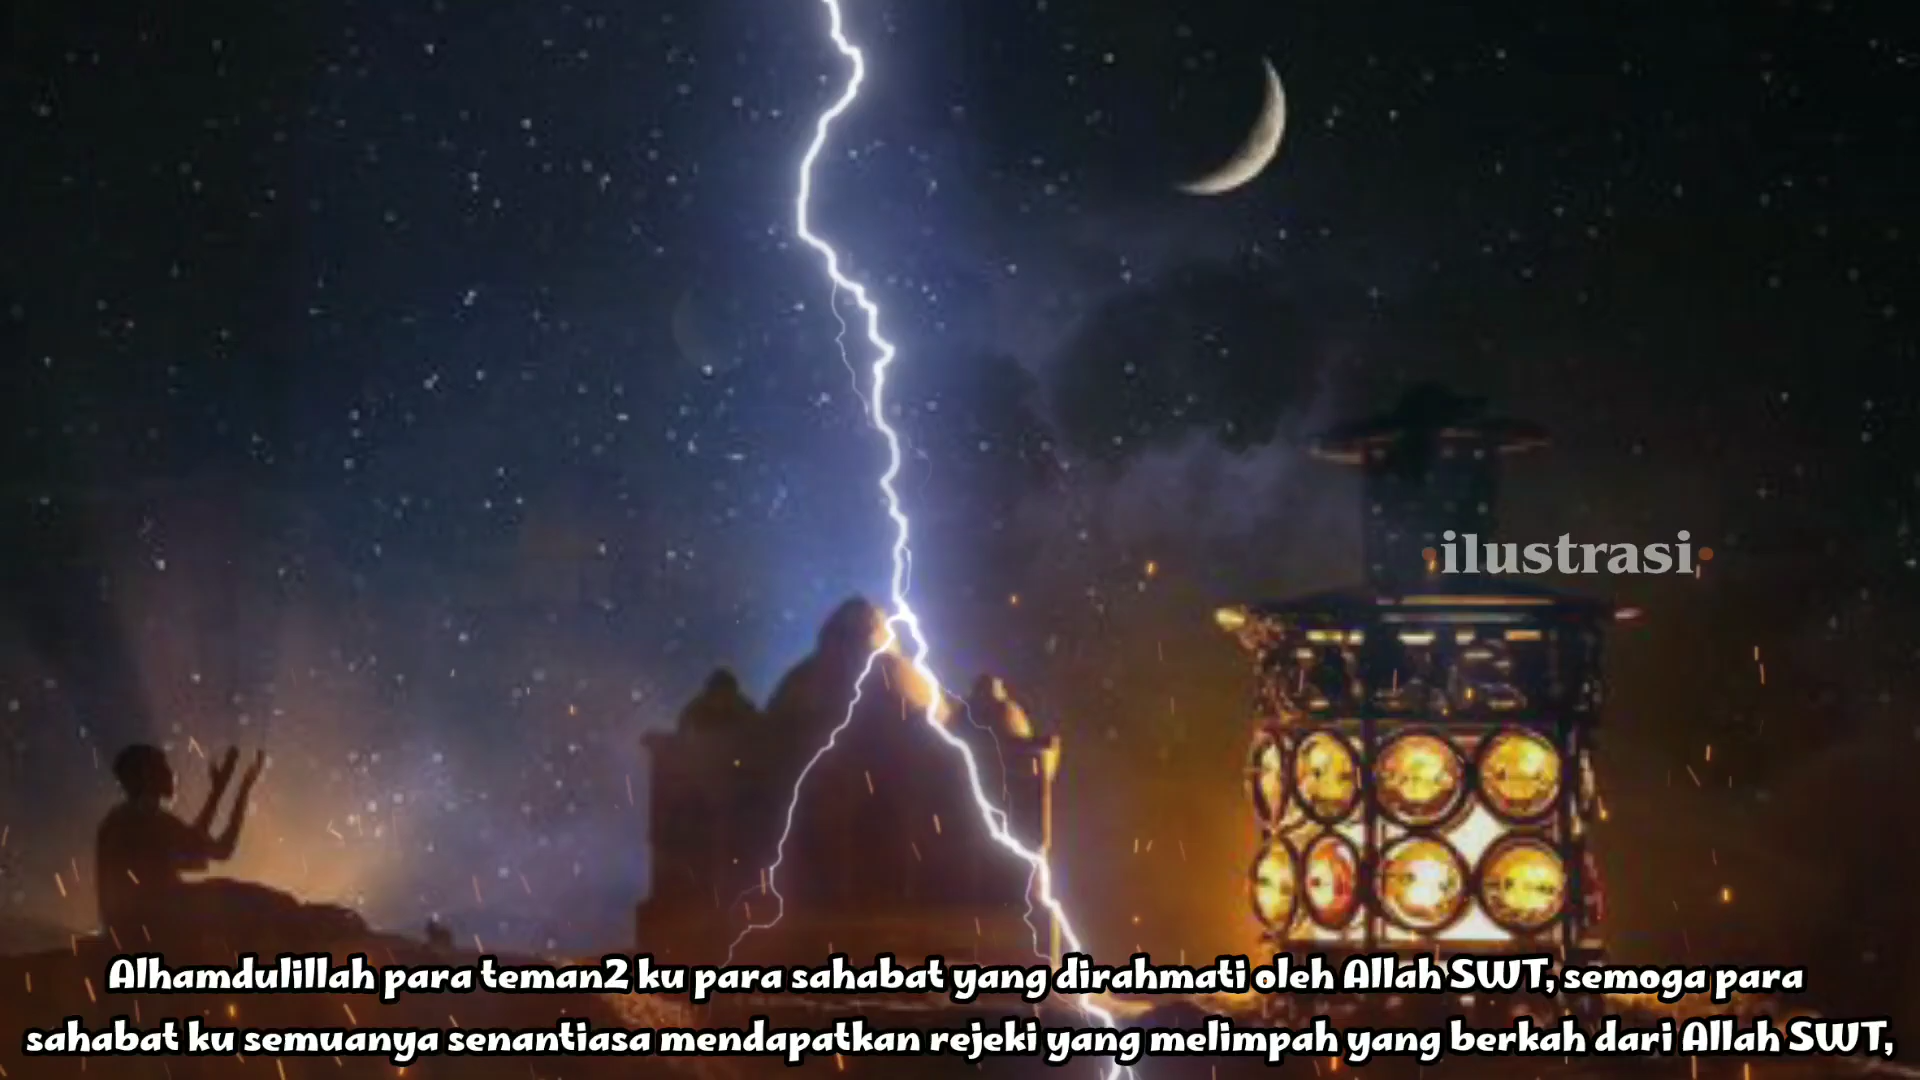 •ilustrasi•
Alhamdulillah para teman2 ku para sahabat yang dirahmati oleh Allah SWT, semoga para
sahabat ku semuanya senantiasa mendapatkan rejeki yang melimpah yang berkah dari Allah SWT,